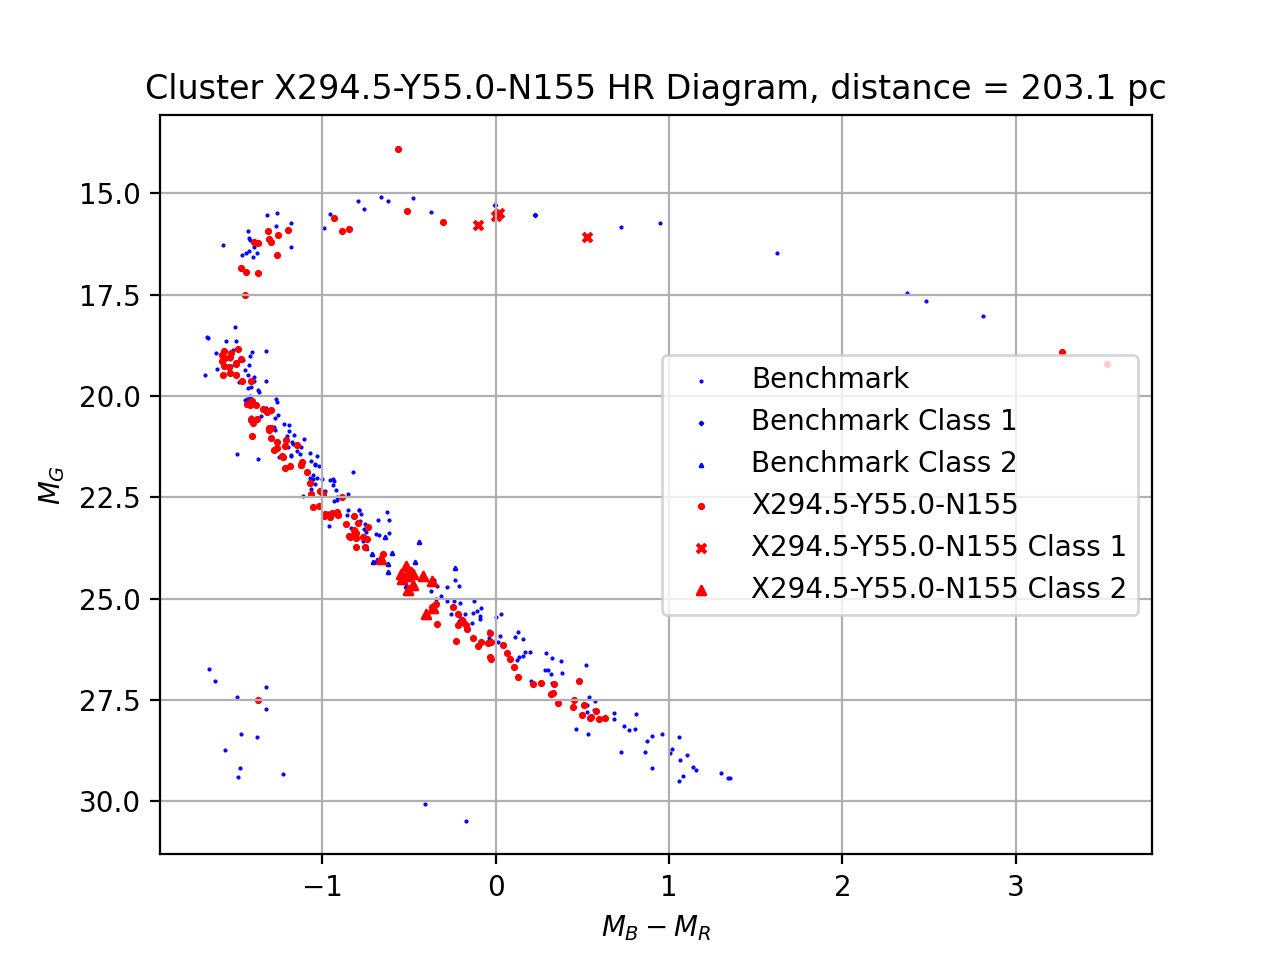 Cluster X294.5-Y55.0-N155 HR Diagram, distance = 203.1 pc
15.0
17.5
20.0
22.5
25.0
27.5
30.0
M_G
Benchmark
Benchmark Class 1
Benchmark Class 2
X294.5-Y55.0-N155
X294.5-Y55.0-N155 Class 1
X294.5-Y55.0-N155 Class 2
−1 0 1 2 3
M_B − M_R